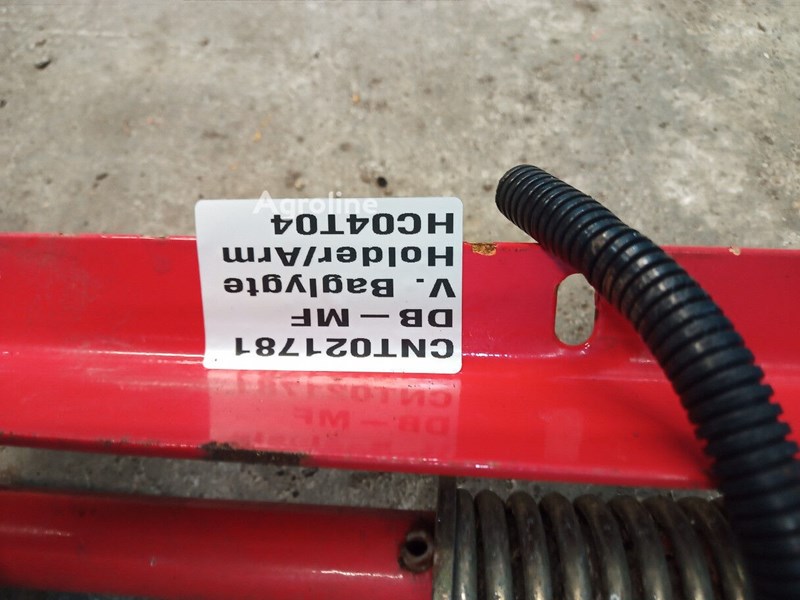 CNT021781
DB – MF
V. Baglygte
Holder/Arm
HC04T04
Agroline